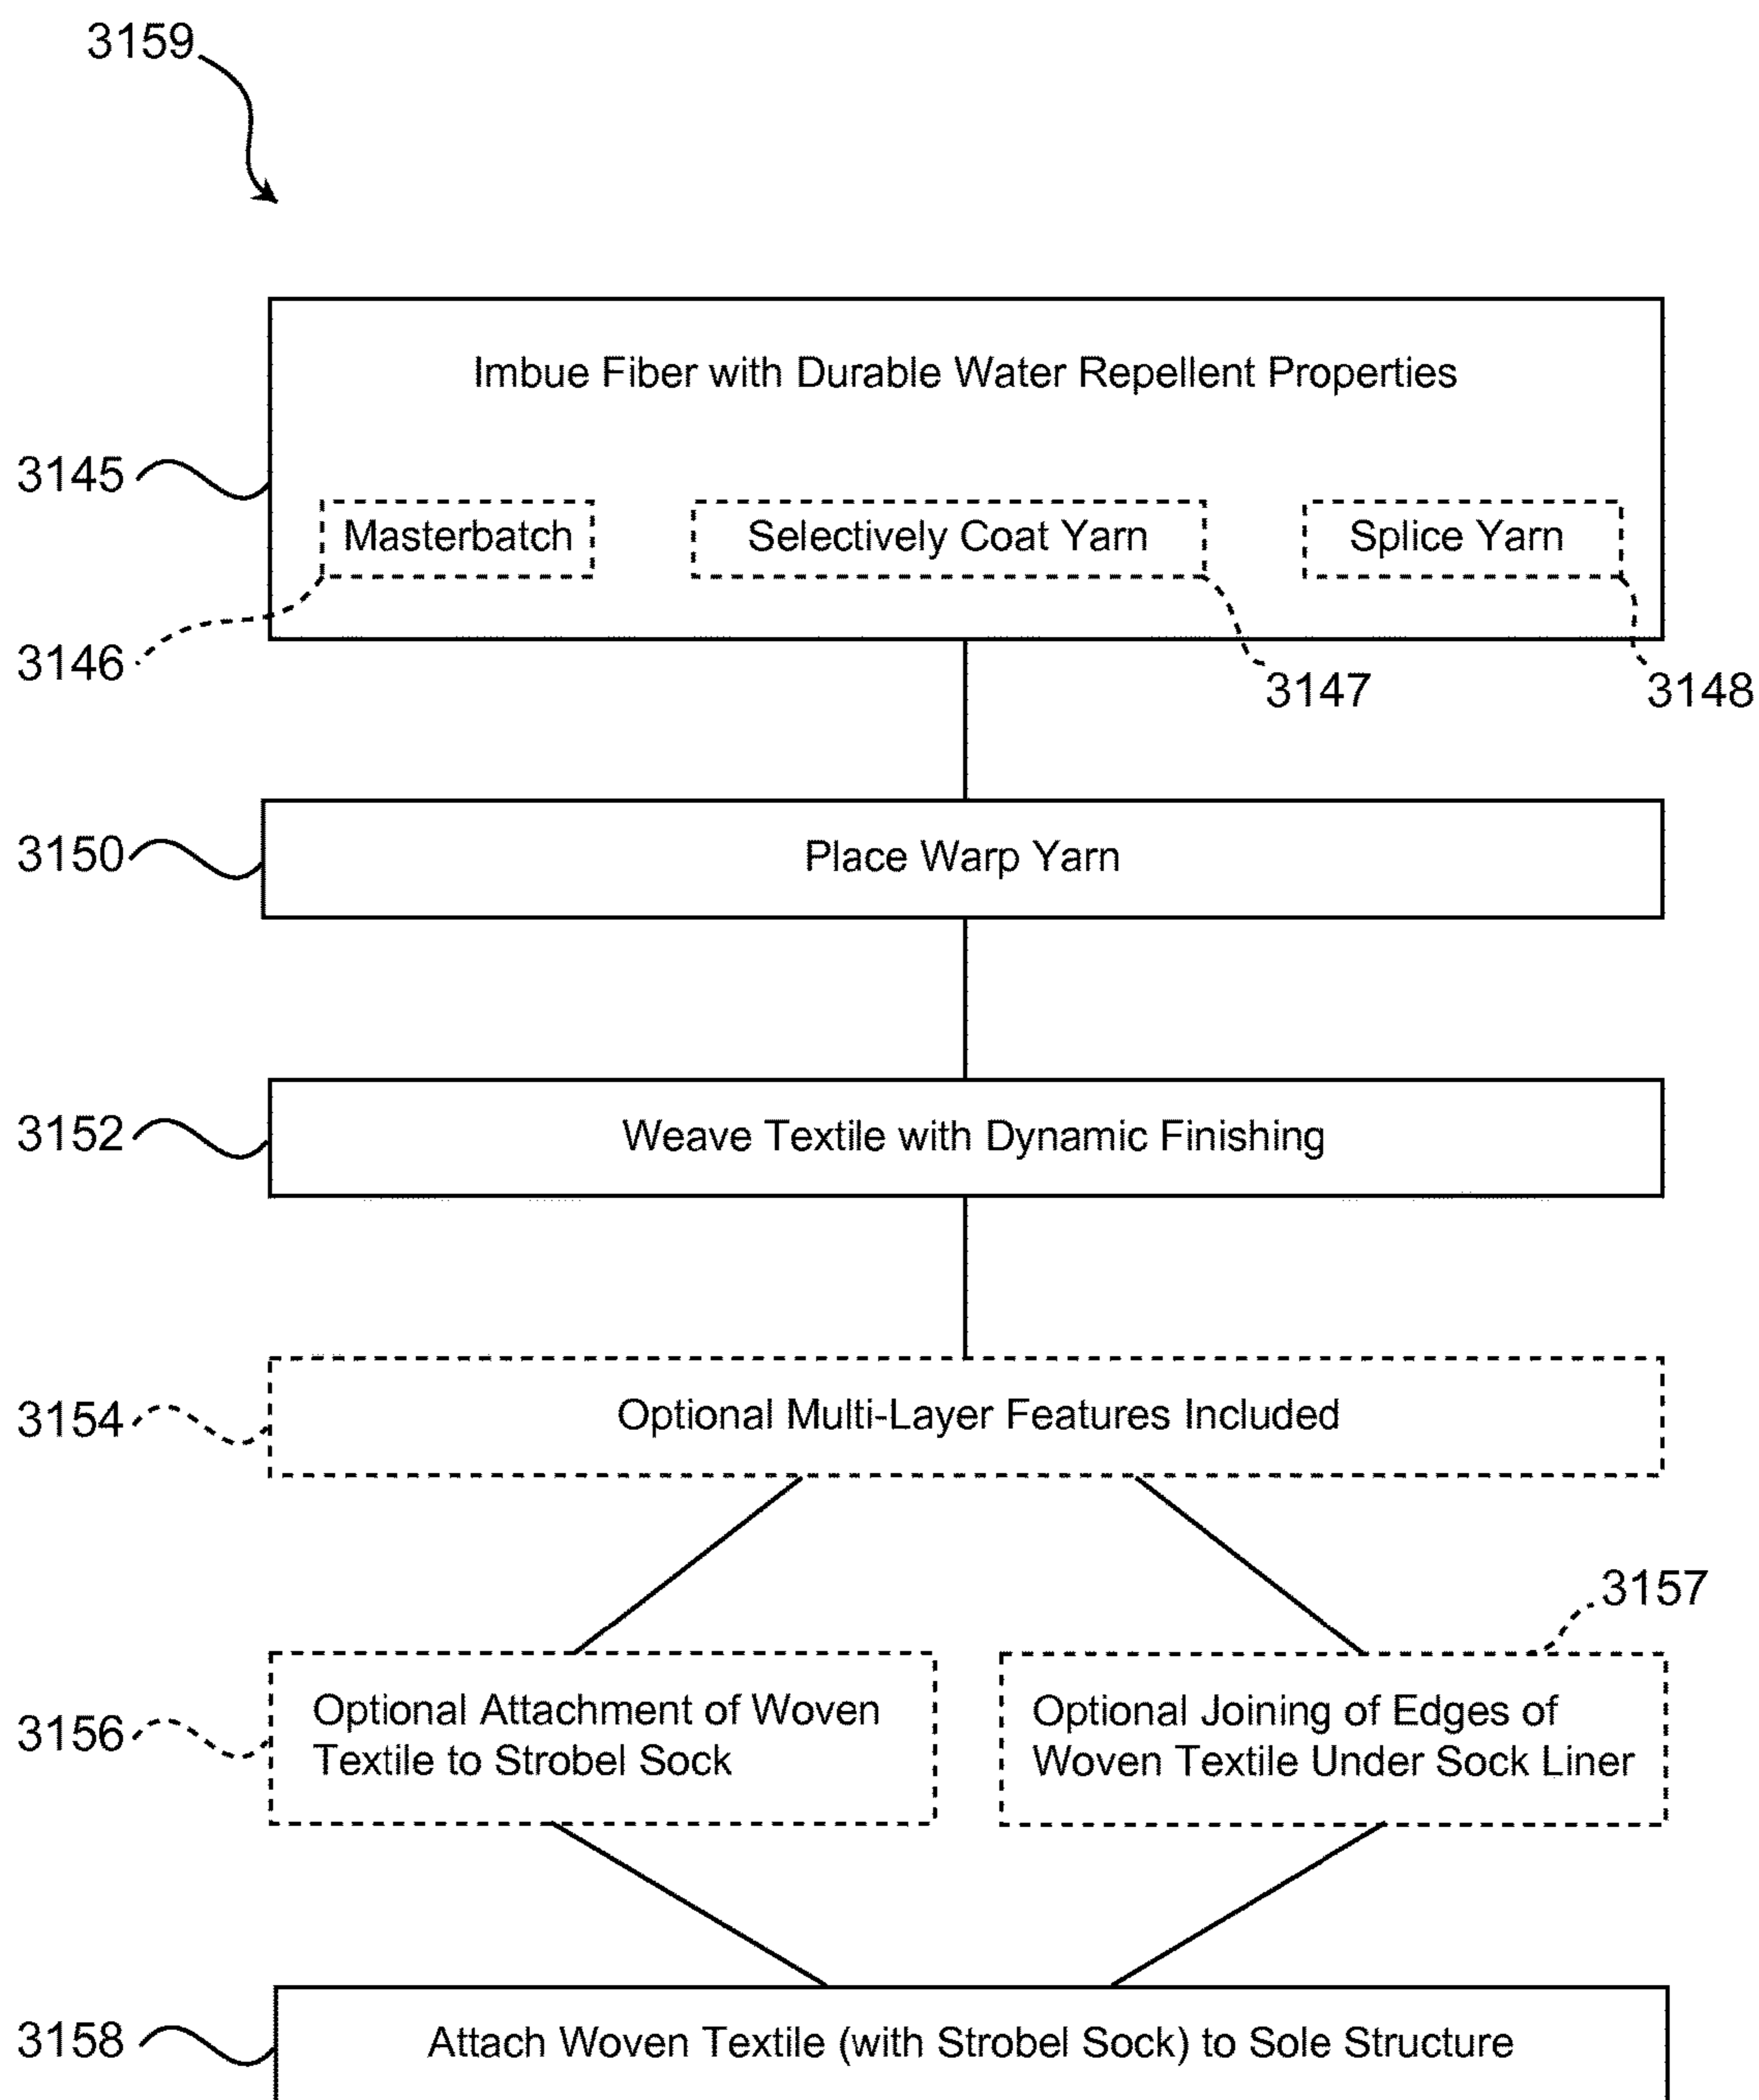 3159
Imbue Fiber with Durable Water Repellent Properties
3145
Masterbatch
Selectively Coat Yarn
Splice Yarn
3146
3147
3148
3150
Place Warp Yarn
3152
Weave Textile with Dynamic Finishing
3154
Optional Multi-Layer Features Included
3157
3156
Optional Attachment of Woven
Textile to Strobel Sock
Optional Joining of Edges of
Woven Textile Under Sock Liner
3158
Attach Woven Textile (with Strobel Sock) to Sole Structure